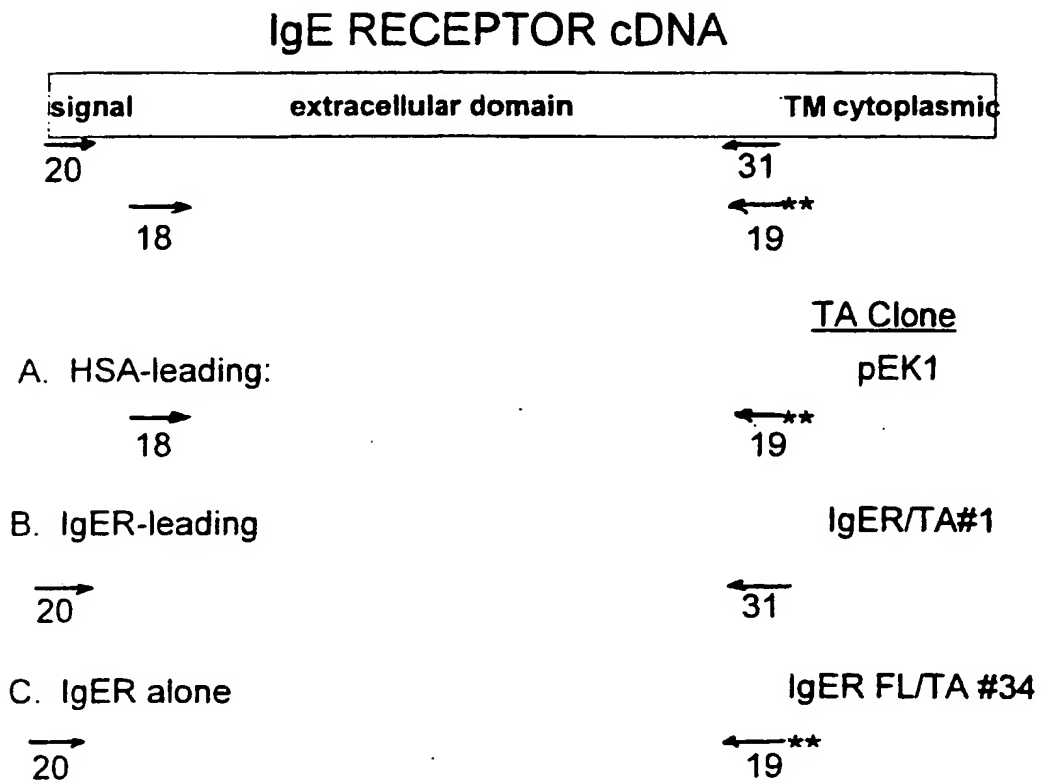 IgE RECEPTOR cDNA
signal extracellular domain TM cytoplasmic
20 31
18 ** 19
TA Clone
A. HSA-leading: pEK1
**
18 19
B. IgER-leading IgER/TA#1
20 31
C. IgER alone IgER FL/TA #34
**
20 19